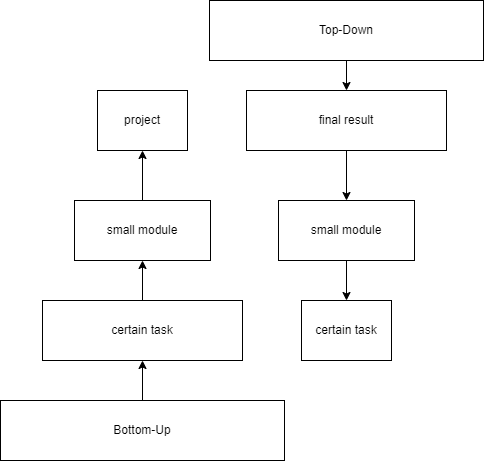 Top-Down
project
final result
small module
small module
certain task
certain task
Bottom-Up